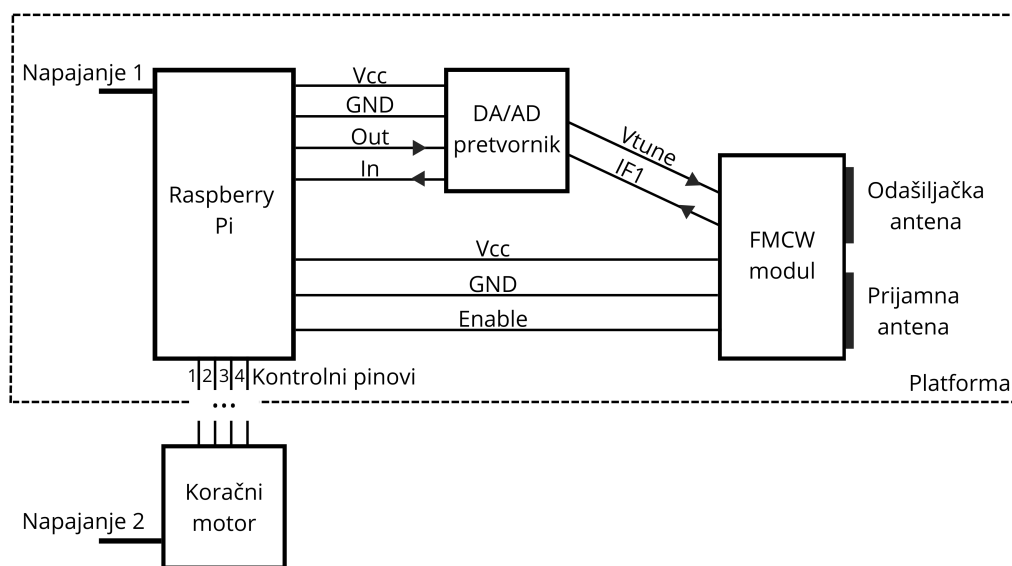 Napajanje 1
Vcc
GND
Out
In
Raspberry
Pi
DA/AD
pretvornik
Vtune
IF1
Odašiljačka
antena
FMCW
modul
Vcc
GND
Enable
Prijamna
antena
1 2 3 4 Kontrolni pinovi
Platforma
...
Koračni
motor
Napajanje 2